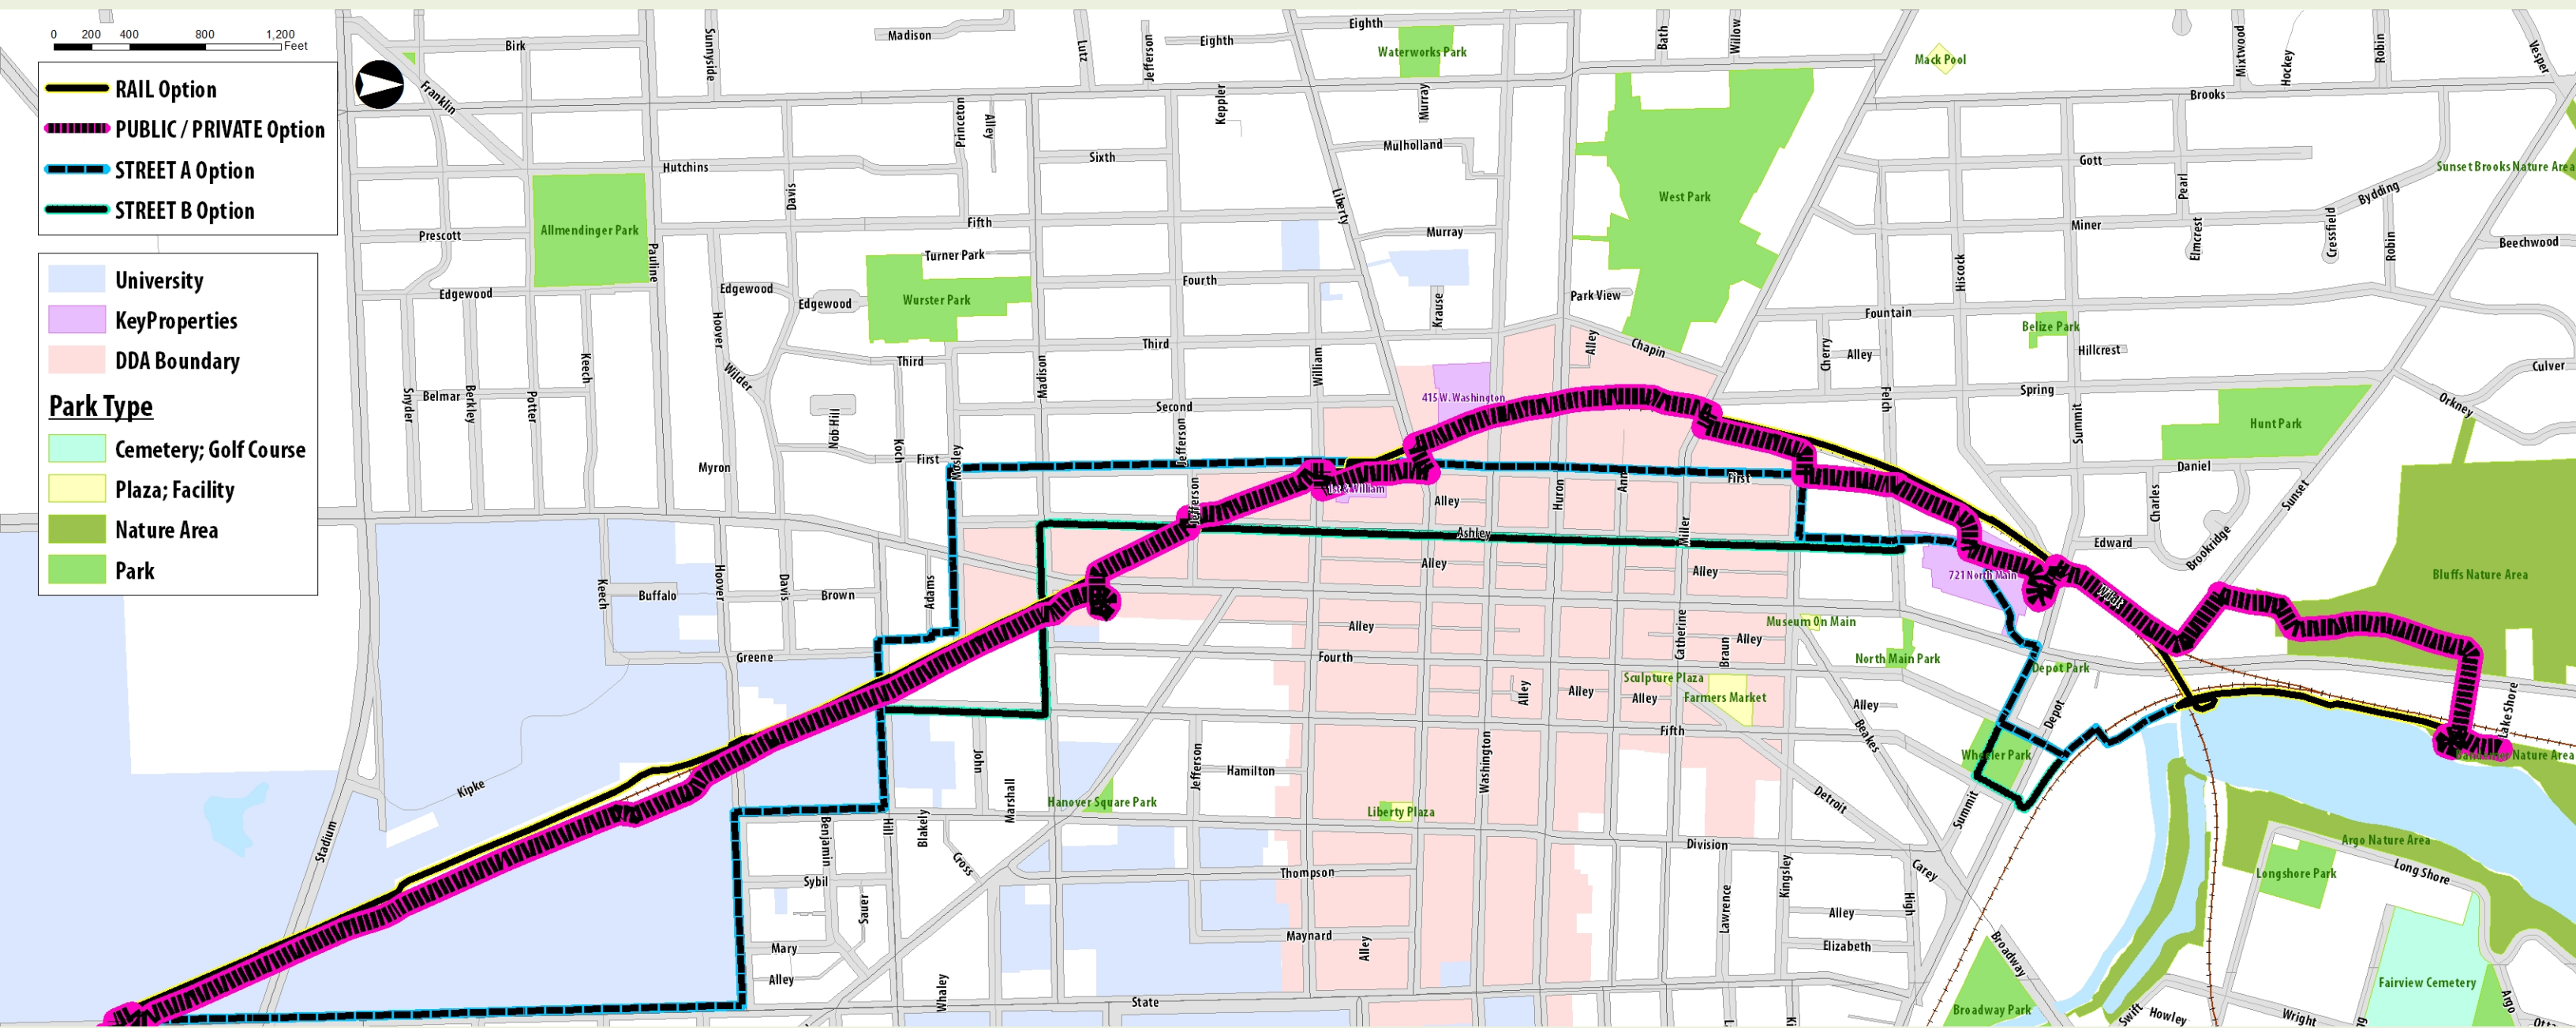 0 200 400 800 1,200
Feet
RAIL Option
PUBLIC / PRIVATE Option
STREET A Option
STREET B Option
University
KeyProperties
DDA Boundary
Park Type
Cemetery; Golf Course
Plaza; Facility
Nature Area
Park
Birk
Franklin
Sunnyside
Madison
Lutz
Jefferson
Eighth
Eighth
Waterworks Park
Bath
Willow
Mack Pool
Mixtwood
Hockey
Robin
Vesper
Brooks
Princeton
Alley
Keppler
Murray
Mulholland
Hutchins
Sixth
Gott
Sunset Brooks Nature Area
Pearl
Bydding
Allmendinger Park
Prescott
Pauline
Davis
Fifth
Liberty
Murray
West Park
Miner
Elmcrest
Cressfield
Robin
Beechwood
Turner Park
Edgewood
Edgewood
Edgewood
Wurster Park
Fourth
Krause
Park View
Hiscock
Fountain
Belize Park
Hoover
Third
Third
William
Alley
Chapin
Cherry
Alley
Hillcrest
Culver
Keech
Wilder
Madison
Snyder
Belmar
Berkley
Potter
Nob Hill
Koch
Second
415 W. Washington
Felch
Spring
Summit
Orkney
Hunt Park
Myron
First
Mosley
Jefferson
Jefferson
1st & William
Alley
Huron
Ann
First
Daniel
Charles
Sunset
Ashley
Miller
Edward
Brookridge
Keech
Buffalo
Hoover
Davis
Brown
Adams
Alley
Alley
721 North Main
Wildt
Bluffs Nature Area
Greene
Alley
Fourth
Catherine
Braun
Alley
Museum On Main
North Main Park
Depot Park
Sculpture Plaza
Farmers Market
Alley
Alley
Alley
Alley
Depot
Lake Shore
Kipke
John
Marshall
Jefferson
Hamilton
Washington
Fifth
Beakes
Wheeler Park
Stadium
Hanover Square Park
Liberty Plaza
Detroit
Summit
Benjamin
Hill
Blakely
Cross
Sybil
Sauer
Thompson
Division
Kingsley
Carey
Argo Nature Area
Longshore Park
Long Shore
Mary
Alley
Maynard
Alley
Lawrence
Alley
Elizabeth
High
Broadway
Whaley
State
Broadway Park
Swift
Howley
Wright
Fairview Cemetery
Argo